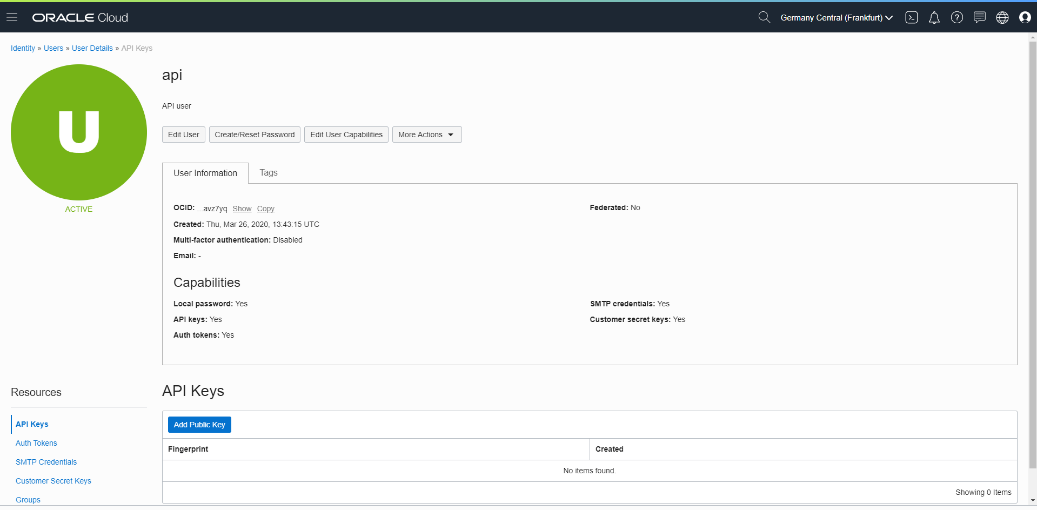 ORACLE Cloud
Germany Central (Frankfurt)
Identity » Users » User Details » API Keys
U
ACTIVE
api
API user
Edit User
Create/Reset Password
Edit User Capabilities
More Actions
User Information
Tags
OCID: avz7yq Show Copy
Federated: No
Created: Thu, Mar 26, 2020, 13:43:15 UTC
Multi-factor authentication: Disabled
Email: -
Capabilities
Local password: Yes
SMTP credentials: Yes
API keys: Yes
Customer secret keys: Yes
Auth tokens: Yes
Resources
API Keys
Auth Tokens
SMTP Credentials
Customer Secret Keys
Groups
API Keys
Add Public Key
Fingerprint
Created
No items found
Showing 0 Items